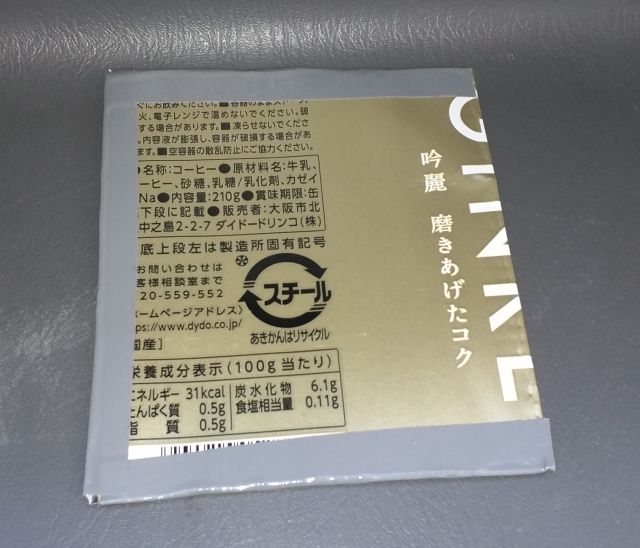 ぐにお飲みください。■容器のままストーブ、
火、電子レンジで温めないでください。破
する場合があります。■凍らせないでくださ
。内容液が膨張し、容器が破損する場合があ
ます。■空容器の散乱防止にご協力ください。
●名称:コーヒー●原材料名:牛乳、
ーヒー、砂糖、乳糖/乳化剤、カゼイ
Na●内容量:210g●賞味期限:缶
下段に記載●販売者:大阪市北
中之島2-2-7 ダイドードリンコ(株)
底上段左は製造所固有記号
お問い合わせは
客様相談室まで
20-559-552
ホームページアドレス〉
ttps://www.dydo.co.jp/
国産]
スチール
あきかんはリサイクル
栄養成分表示(100g当たり)
エネルギー 31kcal
たんぱく質 0.5g
脂質 0.5g
炭水化物 6.1g
食塩相当量 0.11g
GINREI
吟麗 磨きあげたコク